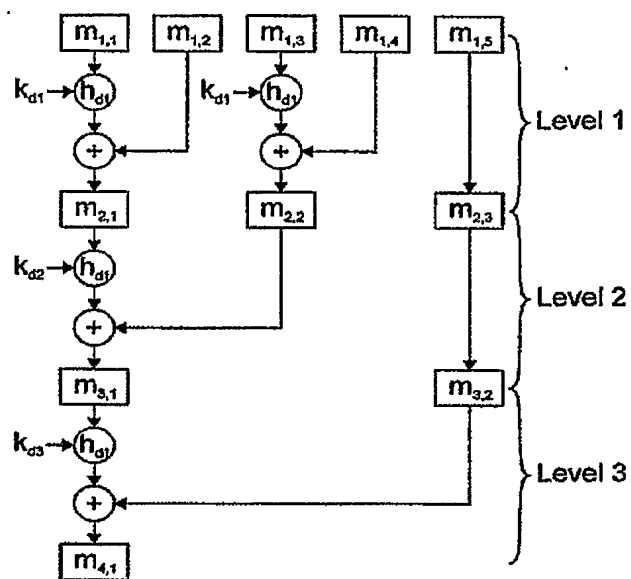 m1,1 m1,2 m1,3 m1,4 m1,5
kd1 hd1 kd1 hd1
Level 1
+ +
m2,1 m2,2 m2,3
kd2 hd1
Level 2
+
m3,1 m3,2
kd3 hd1
Level 3
+
m4,1